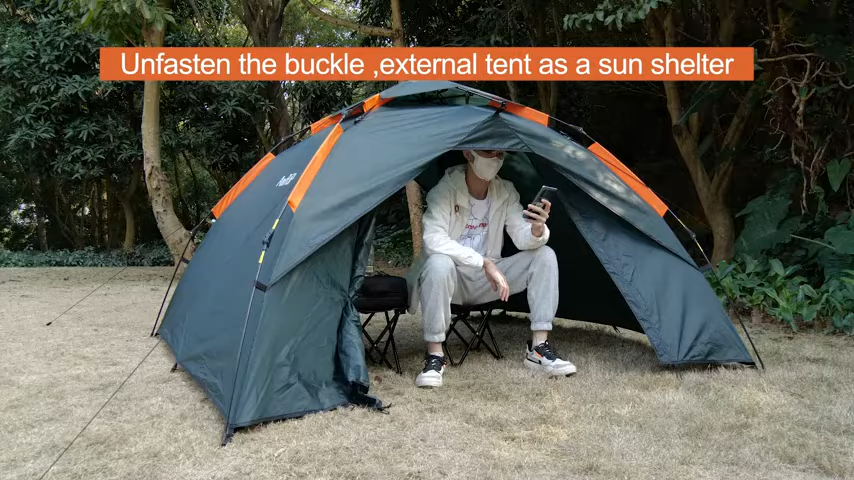 Unfasten the buckle ,external tent as a sun shelter